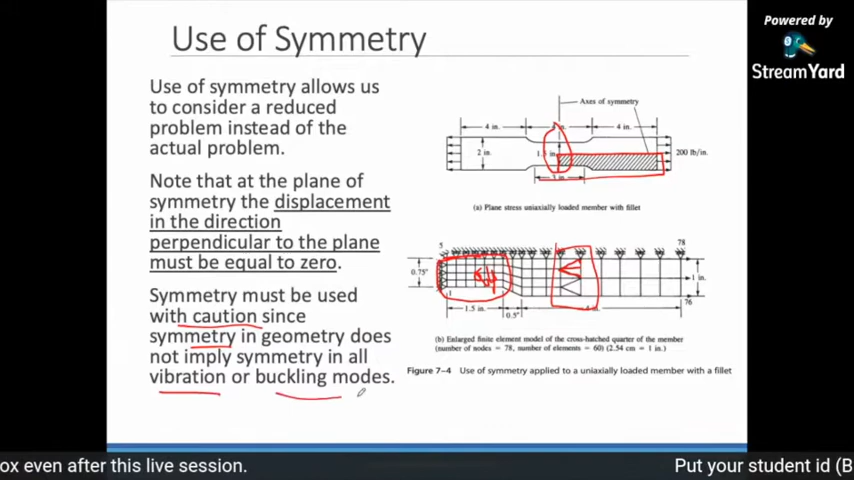 Powered by
StreamYard
Use of Symmetry
Use of symmetry allows us
to consider a reduced
problem instead of the
actual problem.
Note that at the plane of
symmetry the displacement
in the direction
perpendicular to the plane
must be equal to zero.
Symmetry must be used
with caution since
symmetry in geometry does
not imply symmetry in all
vibration or buckling modes.
Axes of symmetry
4 in.
4 in.
2 in.
200 lb/in.
(a) Plane stress uniaxially loaded member with fillet
5
78
0.75"
1 in.
1
76
1.5 in.
0.5"
(b) Enlarged finite element model of the cross-hatched quarter of the member
(number of nodes = 78, number of elements = 60) (2.54 cm = 1 in.)
Figure 7–4 Use of symmetry applied to a uniaxially loaded member with a fillet
ox even after this live session.
Put your student id (B